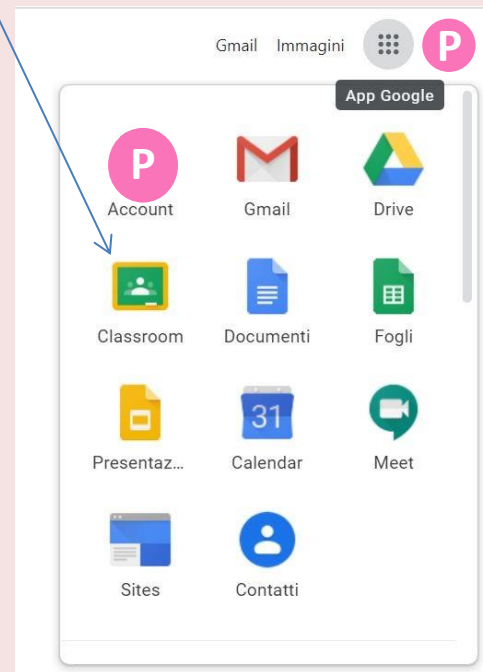 Gmail Immagini P
App Google
P
Account Gmail Drive
Classroom Documenti Fogli
31
Presentaz... Calendar Meet
Sites Contatti